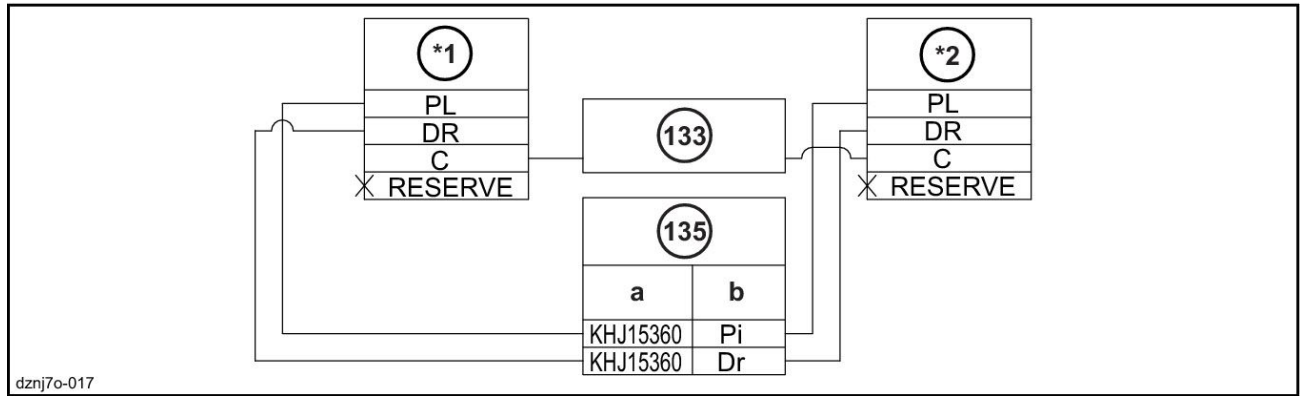 *1
PL
DR
C
RESERVE
133
*2
PL
DR
C
RESERVE
135
a b
KHJ15360 Pi
KHJ15360 Dr
dznj7o-017